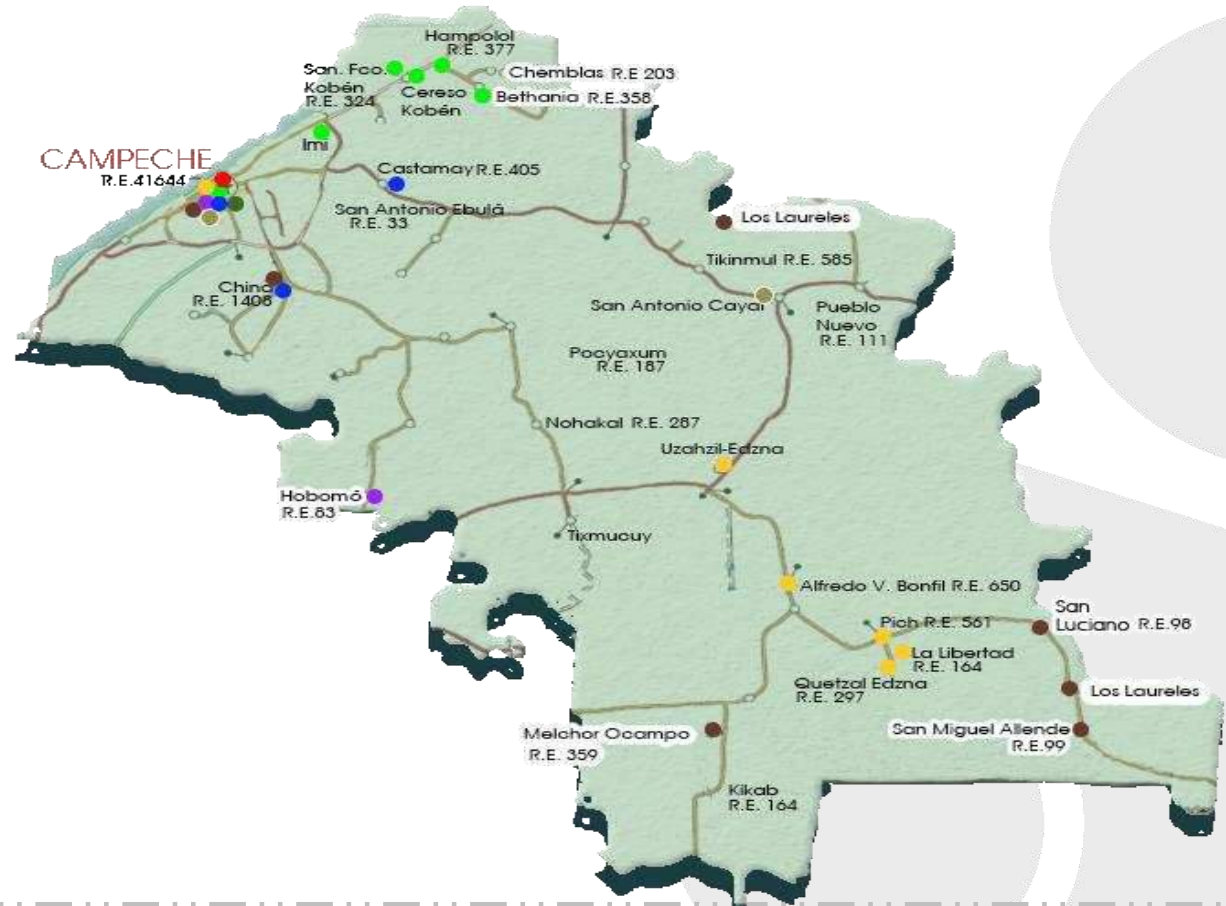 Hampolol
R.E. 377
San. Fco.
Kobén
R.E. 324
Cereso
Kobén
Chemblas R.E 203
Bethania R.E.358
Imi
CAMPECHE
R.E.41644
Castamay R.E.405
San Antonio Ebulá
R.E. 33
Los Laureles
Tikinmul R.E. 585
China
R.E. 1408
San Antonio Cayal
Pueblo
Nuevo
R.E. 111
Pocyaxum
R.E. 187
Nohakal R.E. 287
Uzahzil-Edzna
Hobomó
R.E.83
Tixmucuy
Alfredo V. Bonfil R.E. 650
San
Luciano R.E.98
Pich R.E. 561
La Libertad
R.E. 164
Quetzal Edzna
R.E. 297
Los Laureles
Melchor Ocampo
R.E. 359
San Miguel Allende
R.E.99
Kikab
R.E. 164